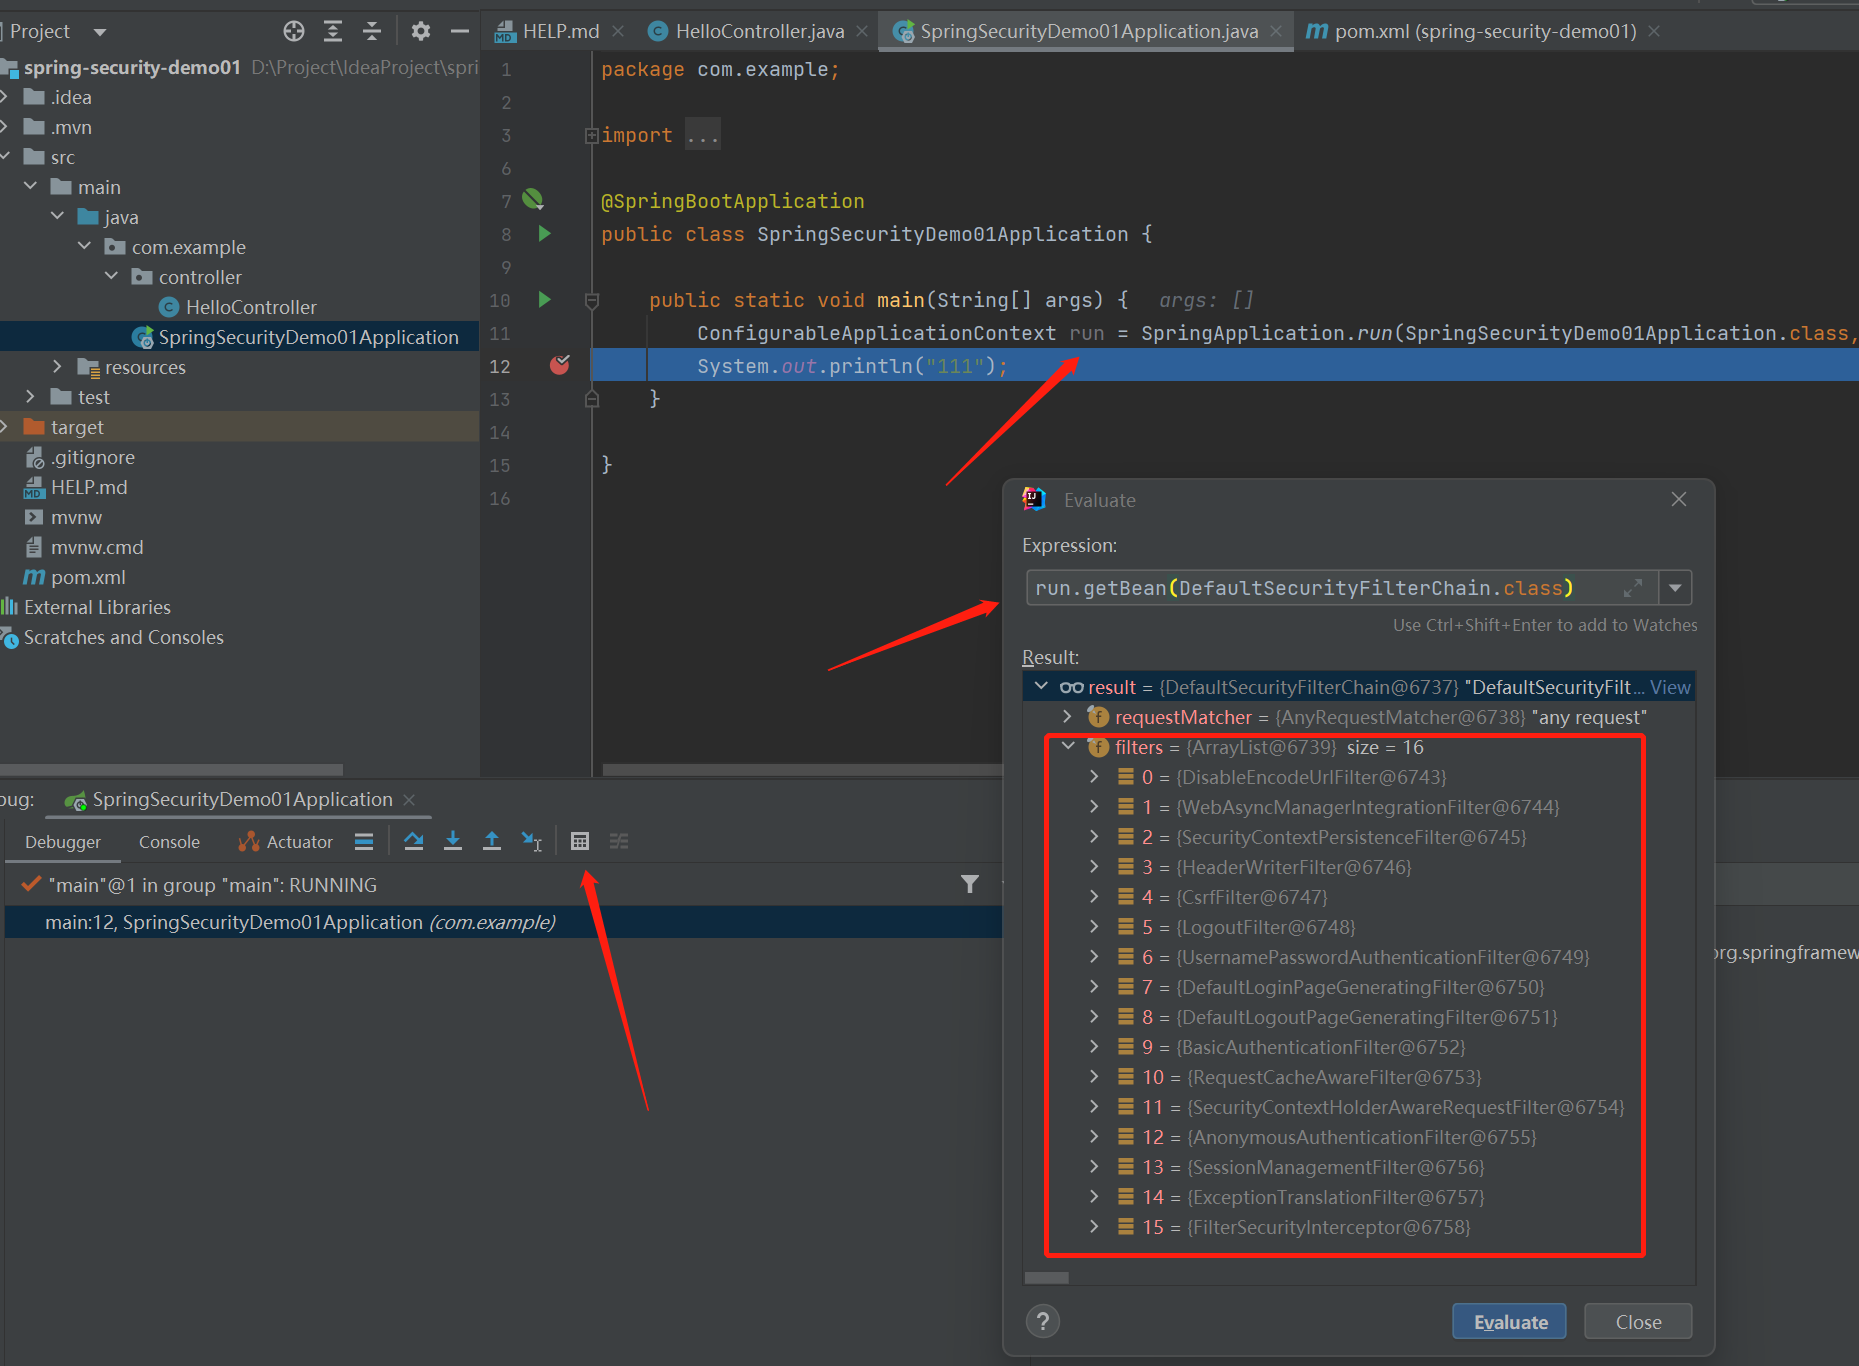 Project
HELP.md
HelloController.java
SpringSecurityDemo01Application.java
pom.xml (spring-security-demo01)
spring-security-demo01 D:\Project\IdeaProject\spri
.idea
.mvn
src
main
java
com.example
controller
HelloController
SpringSecurityDemo01Application
resources
test
target
.gitignore
HELP.md
mvnw
mvnw.cmd
pom.xml
External Libraries
Scratches and Consoles
1 package com.example;
2
3 import ...
6
7 @SpringBootApplication
8 public class SpringSecurityDemo01Application {
9
10 public static void main(String[] args) { args: []
11 ConfigurableApplicationContext run = SpringApplication.run(SpringSecurityDemo01Application.class,
12 System.out.println("111");
13 }
14
15 }
16
Evaluate
Expression:
run.getBean(DefaultSecurityFilterChain.class)
Use Ctrl+Shift+Enter to add to Watches
Result:
result = {DefaultSecurityFilterChain@6737} "DefaultSecurityFilt... View
requestMatcher = {AnyRequestMatcher@6738} "any request"
filters = {ArrayList@6739} size = 16
0 = {DisableEncodeUrlFilter@6743}
1 = {WebAsyncManagerIntegrationFilter@6744}
2 = {SecurityContextPersistenceFilter@6745}
3 = {HeaderWriterFilter@6746}
4 = {CsrfFilter@6747}
5 = {LogoutFilter@6748}
6 = {UsernamePasswordAuthenticationFilter@6749}
7 = {DefaultLoginPageGeneratingFilter@6750}
8 = {DefaultLogoutPageGeneratingFilter@6751}
9 = {BasicAuthenticationFilter@6752}
10 = {RequestCacheAwareFilter@6753}
11 = {SecurityContextHolderAwareRequestFilter@6754}
12 = {AnonymousAuthenticationFilter@6755}
13 = {SessionManagementFilter@6756}
14 = {ExceptionTranslationFilter@6757}
15 = {FilterSecurityInterceptor@6758}
? Evaluate Close
bug: SpringSecurityDemo01Application
Debugger Console Actuator
"main"@1 in group "main": RUNNING
main:12, SpringSecurityDemo01Application (com.example)
org.springframew